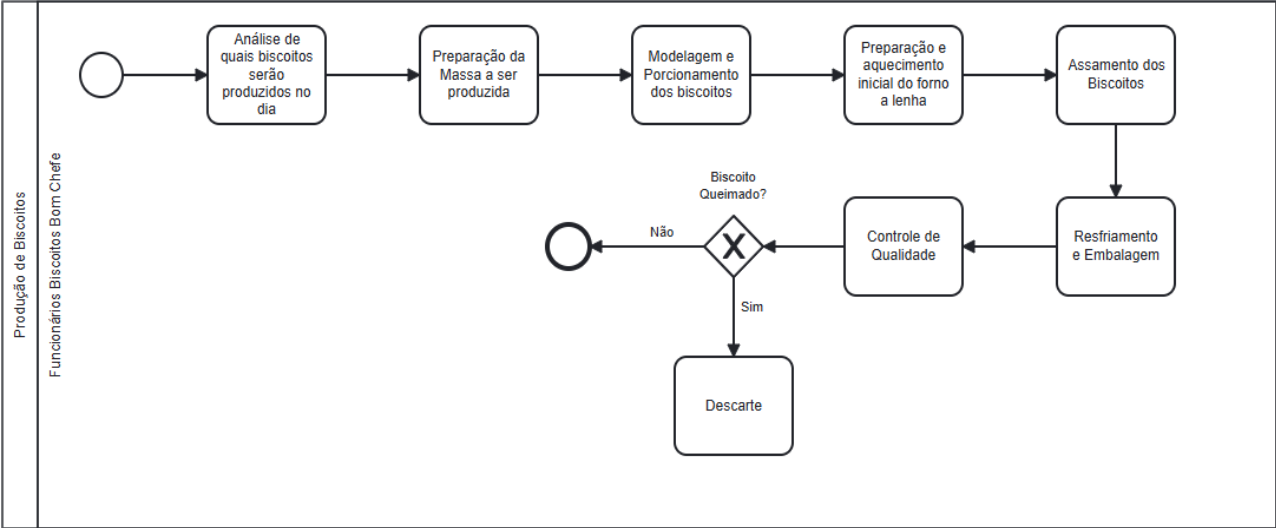 Produção de Biscoitos
Funcionários Biscoitos Bom Chefe
Análise de
quais biscoitos
serão
produzidos no
dia
Preparação da
Massa a ser
produzida
Modelagem e
Porcionamento
dos biscoitos
Preparação e
aquecimento
inicial do forno
a lenha
Assamento dos
Biscoitos
Resfriamento
e Embalagem
Controle de
Qualidade
Biscoito
Queimado?
Não
Sim
Descarte